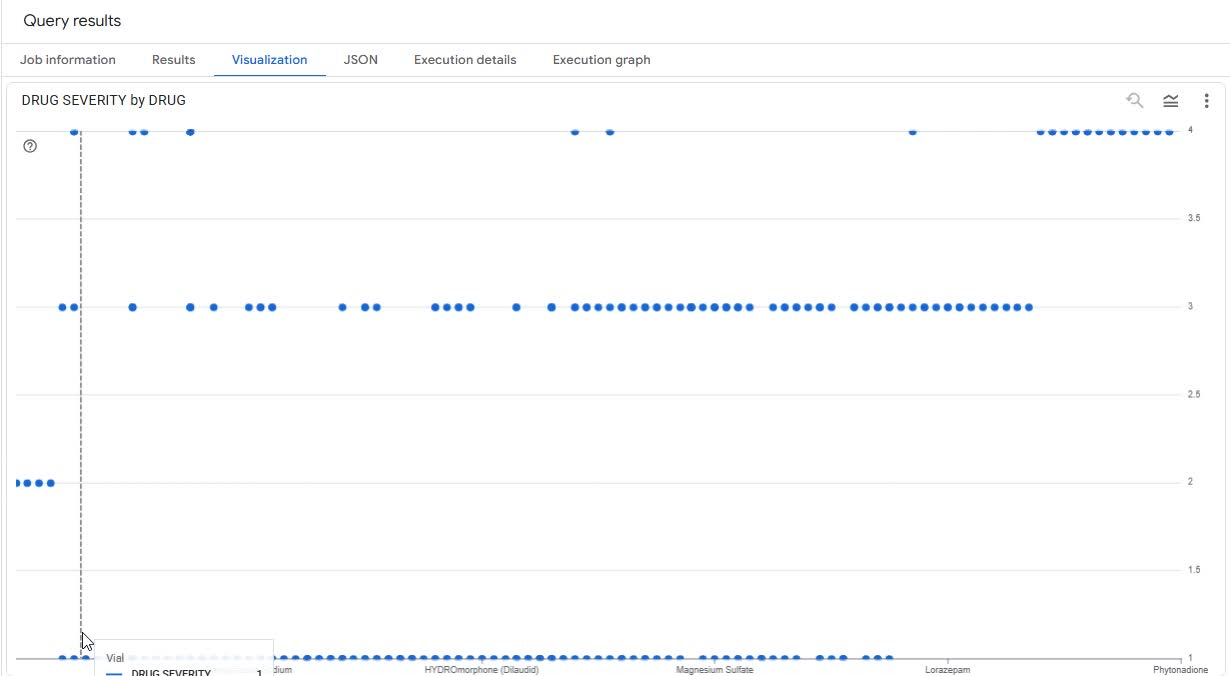 Query results
Job information Results Visualization JSON Execution details Execution graph
DRUG SEVERITY by DRUG
4
3.5
3
2.5
2
1.5
1
Vial
DRUG SEVERITY 1
dium HYDROmorphone (Dilaudid) Magnesium Sulfate Lorazepam Phytonadione